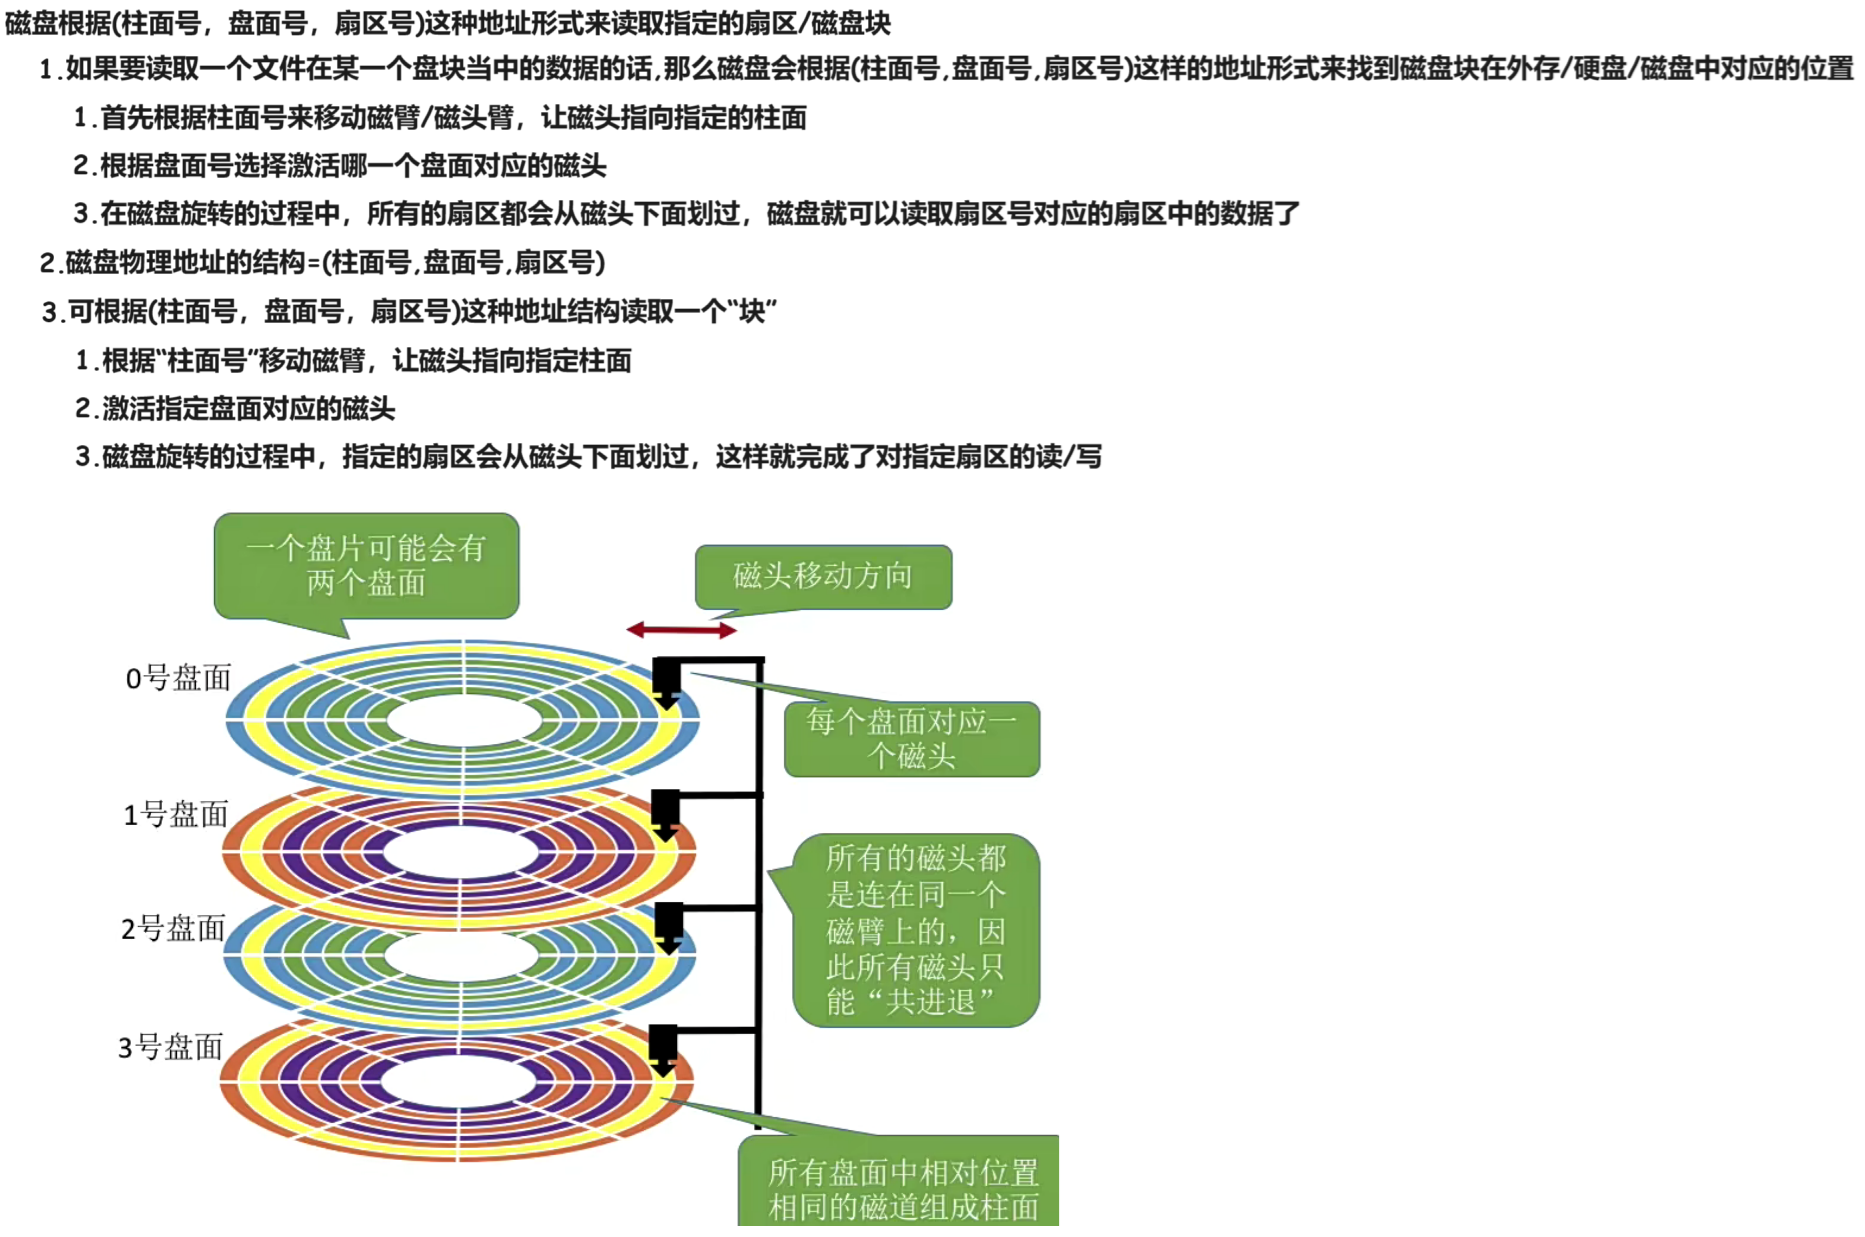 磁盘根据(柱面号，盘面号，扇区号)这种地址形式来读取指定的扇区/磁盘块
1.如果要读取一个文件在某一个盘块当中的数据的话,那么磁盘会根据(柱面号,盘面号,扇区号)这样的地址形式来找到磁盘块在外存/硬盘/磁盘中对应的位置
1.首先根据柱面号来移动磁臂/磁头臂，让磁头指向指定的柱面
2.根据盘面号选择激活哪一个盘面对应的磁头
3.在磁盘旋转的过程中，所有的扇区都会从磁头下面划过，磁盘就可以读取扇区号对应的扇区中的数据了
2.磁盘物理地址的结构=(柱面号,盘面号,扇区号)
3.可根据(柱面号，盘面号，扇区号)这种地址结构读取一个“块”
1.根据“柱面号”移动磁臂，让磁头指向指定柱面
2.激活指定盘面对应的磁头
3.磁盘旋转的过程中，指定的扇区会从磁头下面划过，这样就完成了对指定扇区的读/写
一个盘片可能会有
两个盘面
磁头移动方向
0号盘面
每个盘面对应一
个磁头
1号盘面
所有的磁头都
是连在同一个
磁臂上的，因
此所有磁头只
能“共进退”
2号盘面
3号盘面
所有盘面中相对位置
相同的磁道组成柱面